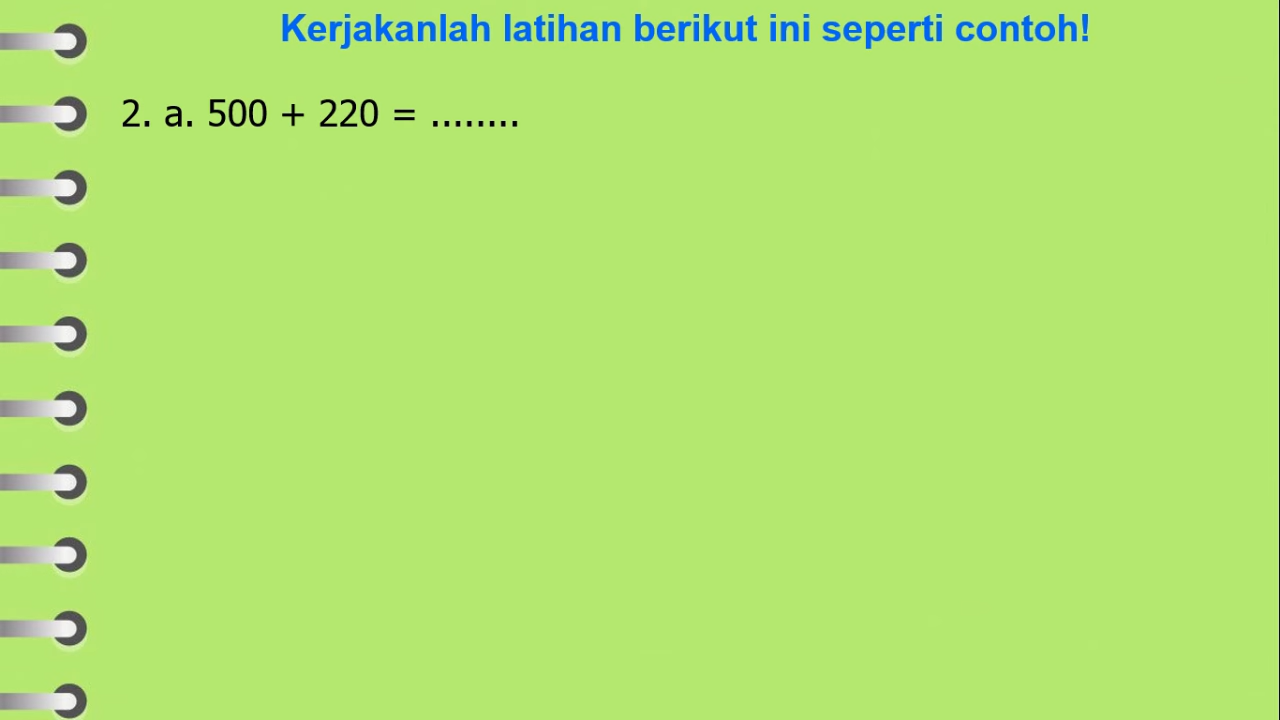 Kerjakanlah latihan berikut ini seperti contoh!
2. a. 500 + 220 = ........